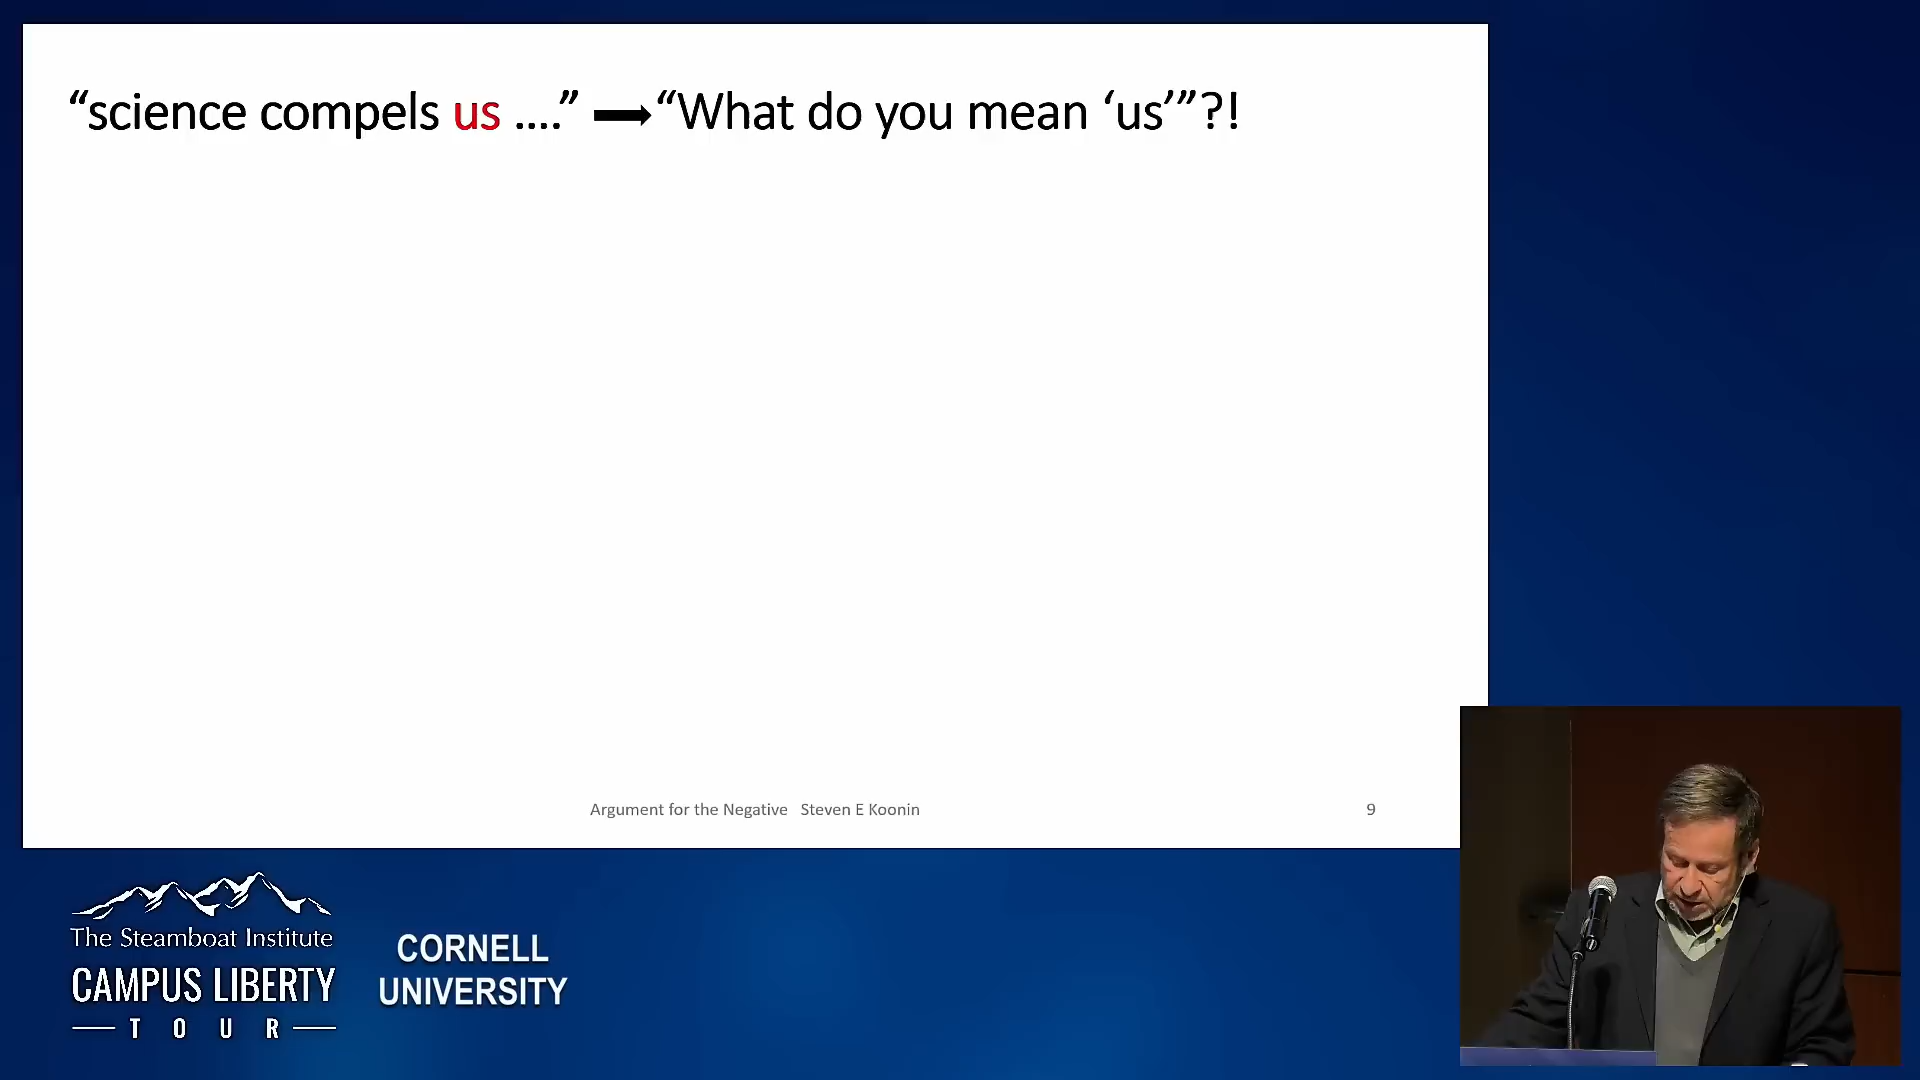 “science compels us ....” ➡“What do you mean ‘us’”?!
Argument for the Negative Steven E Koonin
9
The Steamboat Institute
CAMPUS LIBERTY
TOUR
CORNELL
UNIVERSITY